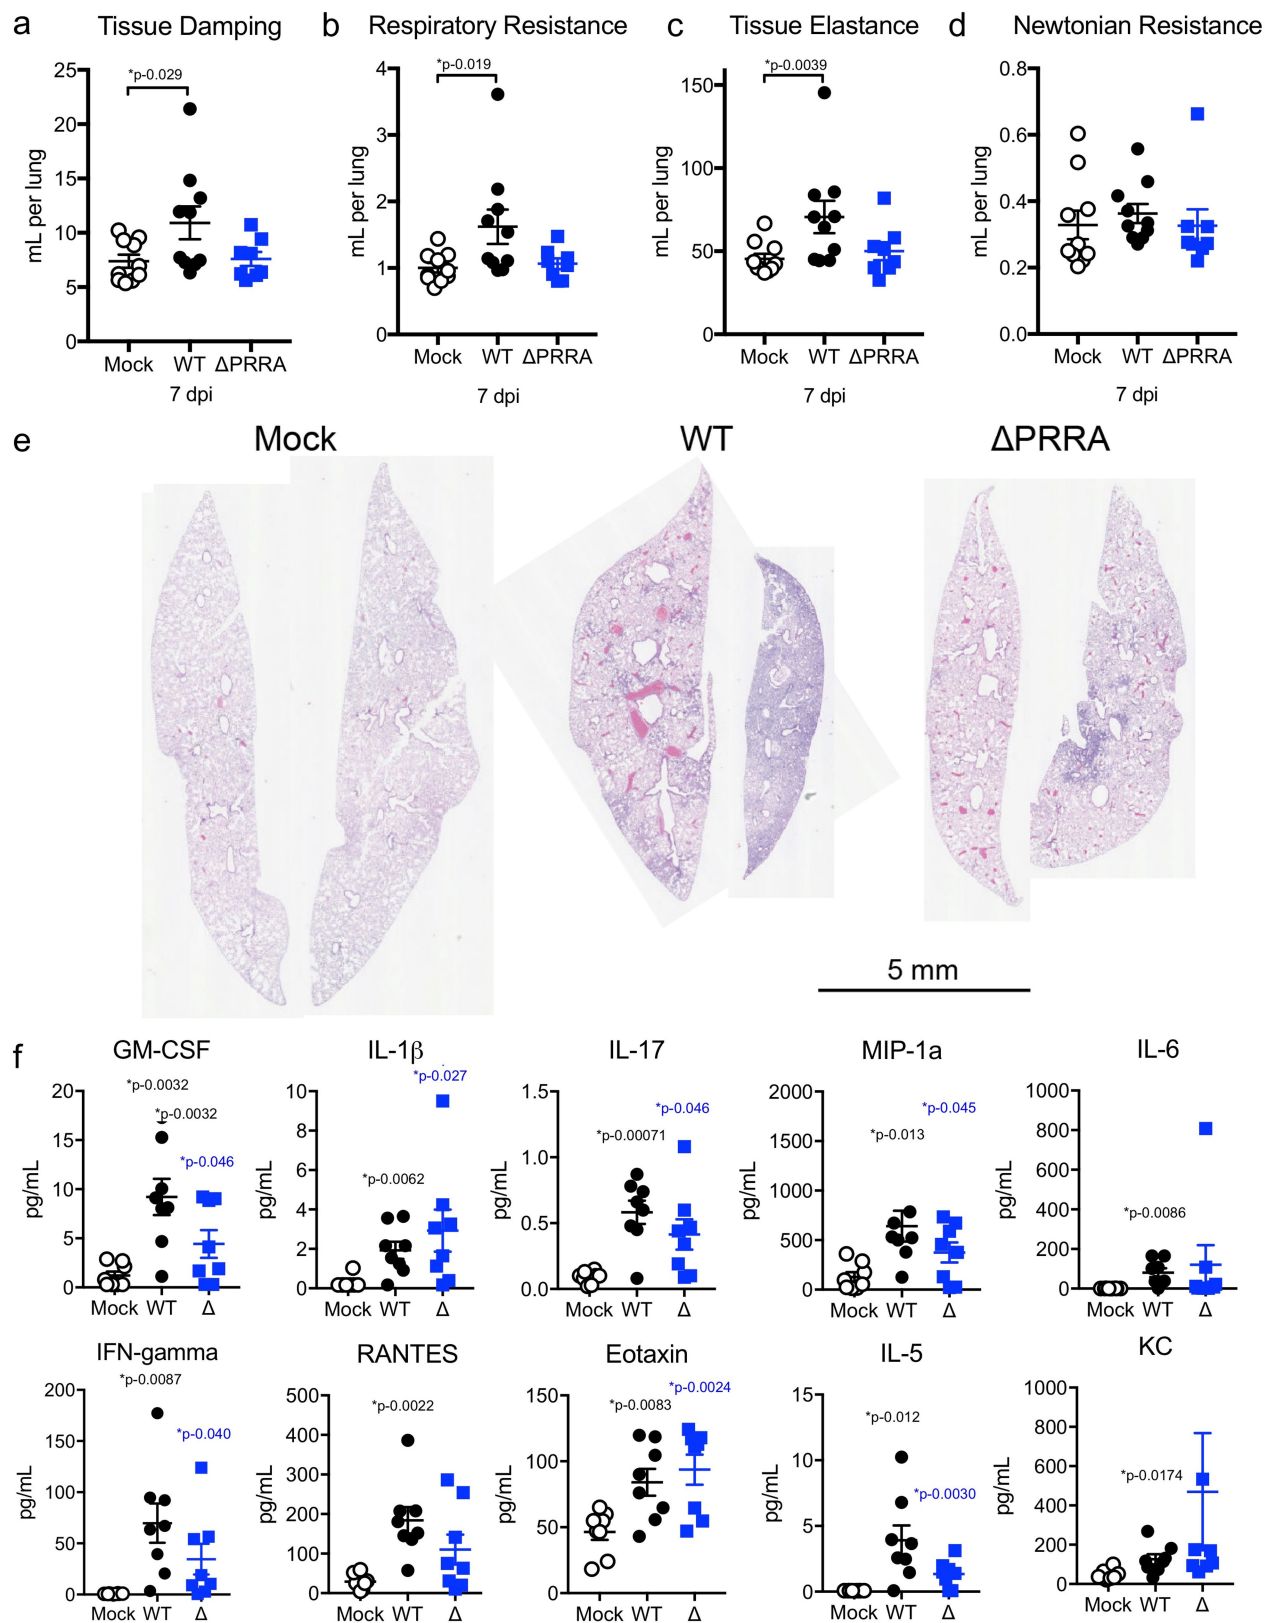 a Tissue Damping
b Respiratory Resistance
c Tissue Elastance
d Newtonian Resistance
*p-0.029
25
20
15
10
5
0
mL per lung
Mock WT ΔPRRA
7 dpi
*p-0.019
4
3
2
1
0
mL per lung
Mock WT ΔPRRA
7 dpi
*p-0.0039
150
100
50
0
mL per lung
Mock WT ΔPRRA
7 dpi
0.8
0.6
0.4
0.2
0.0
mL per lung
Mock WT ΔPRRA
7 dpi
e Mock WT ΔPRRA
5 mm
f GM-CSF
*p-0.0032
*p-0.0032
*p-0.046
20
15
10
5
0
pg/mL
Mock WT Δ
IL-1β
*p-0.027
*p-0.0062
10
8
6
4
2
0
pg/mL
Mock WT Δ
IL-17
*p-0.046
*p-0.00071
1.5
1.0
0.5
0.0
pg/mL
Mock WT Δ
MIP-1a
*p-0.045
*p-0.013
2000
1500
1000
500
0
pg/mL
Mock WT Δ
IL-6
*p-0.0086
1000
800
600
400
200
0
pg/mL
Mock WT Δ
IFN-gamma
*p-0.0087
*p-0.040
200
150
100
50
0
pg/mL
Mock WT Δ
RANTES
*p-0.0022
500
400
300
200
100
0
pg/mL
Mock WT Δ
Eotaxin
*p-0.0024
*p-0.0083
150
100
50
0
pg/mL
Mock WT Δ
IL-5
*p-0.012
*p-0.0030
15
10
5
0
pg/mL
Mock WT Δ
KC
*p-0.0174
1000
800
600
400
200
0
pg/mL
Mock WT Δ